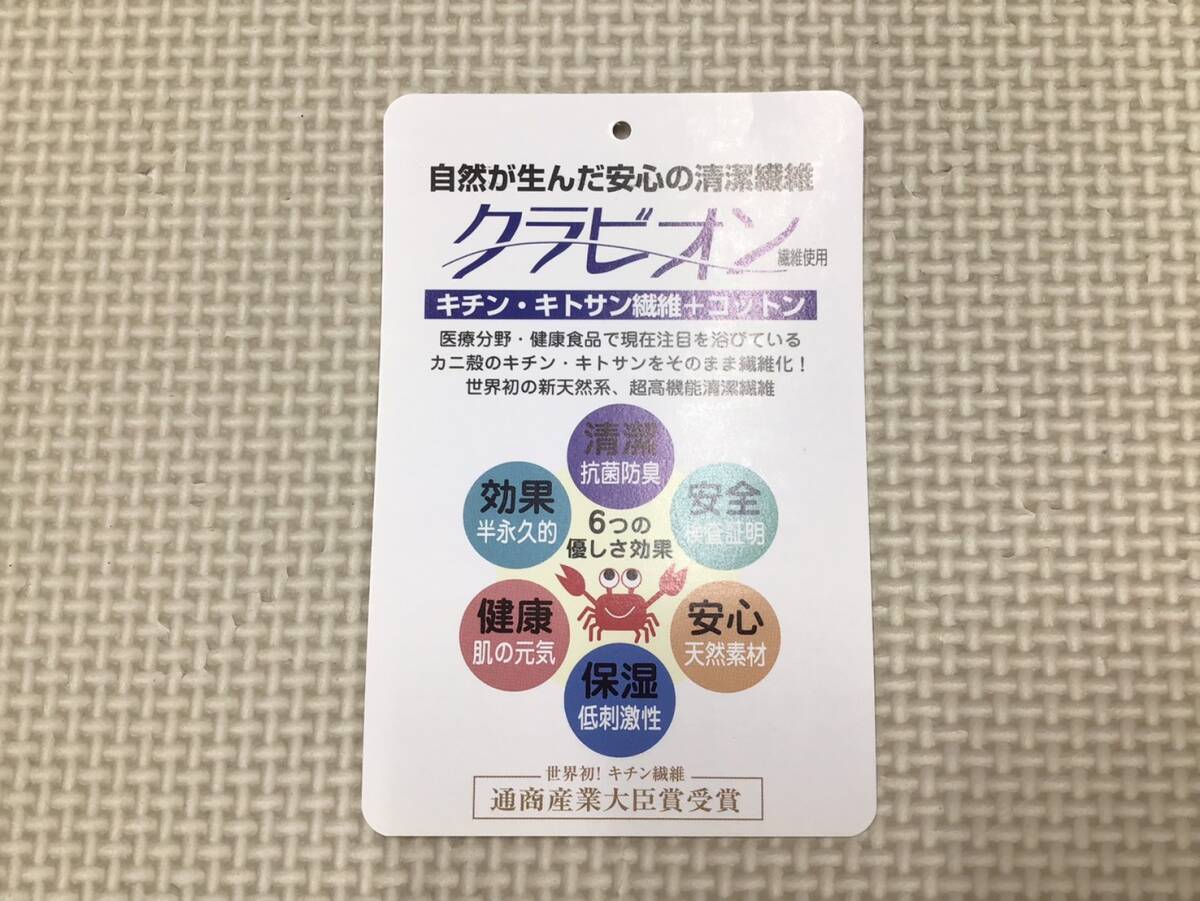 自然が生んだ安心の清潔繊維
クラビオン
繊維使用
キチン・キトサン繊維+コットン
医療分野・健康食品で現在注目を浴びている
カニ殻のキチン・キトサンをそのまま繊維化！
世界初の新天然系、超高機能清潔繊維
清潔
抗菌防臭
効果
半永久的
安全
検査証明
6つの
優しさ効果
健康
肌の元気
安心
天然素材
保湿
低刺激性
世界初！キチン繊維
通商産業大臣賞受賞